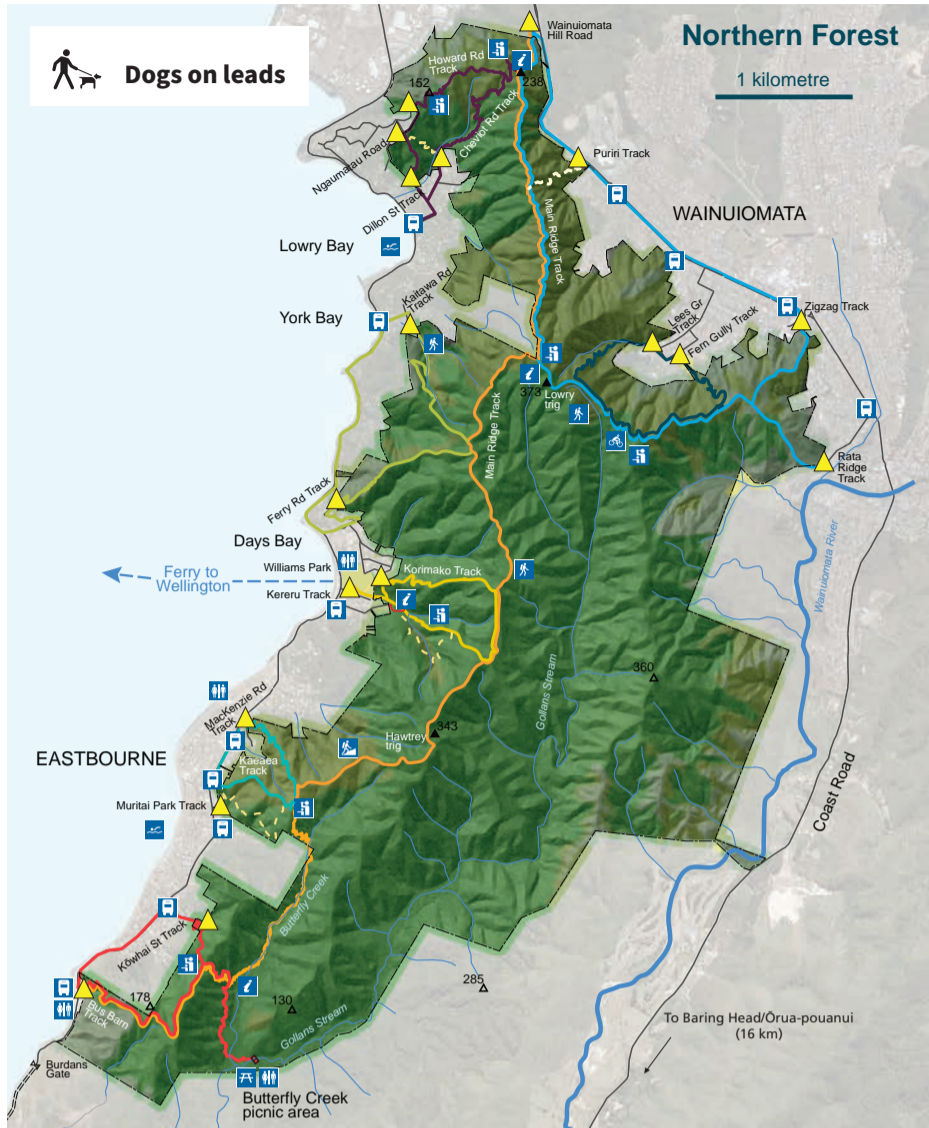 Northern Forest
1 kilometre
Dogs on leads
Wainuiomata
Hill Road
Howard Rd
Track
152
238
Cheviot Rd Track
Ngaumatau Road
Puriri Track
Dillon St Track
WAINUIOMATA
Lowry Bay
Main Ridge Track
Kaitawa Rd
Track
York Bay
Lees Gr
Track
Fern Gully Track
Zigzag Track
373
Lowry
trig
Main Ridge Track
Rata
Ridge
Track
Ferry Rd Track
Days Bay
Wainuiomata River
Williams Park
Korimako Track
Ferry to
Wellington
Kereru Track
Gollans Stream
360
MacKenzie Rd
Track
343
Hawtrey
trig
EASTBOURNE
Kaeaea
Track
Muritai Park Track
Coast Road
Butterfly Creek
Kōwhai St Track
178
130
285
Bus Barn
Track
Gollans Stream
To Baring Head/Ōrua-pouanui
(16 km)
Burdans
Gate
Butterfly Creek
picnic area